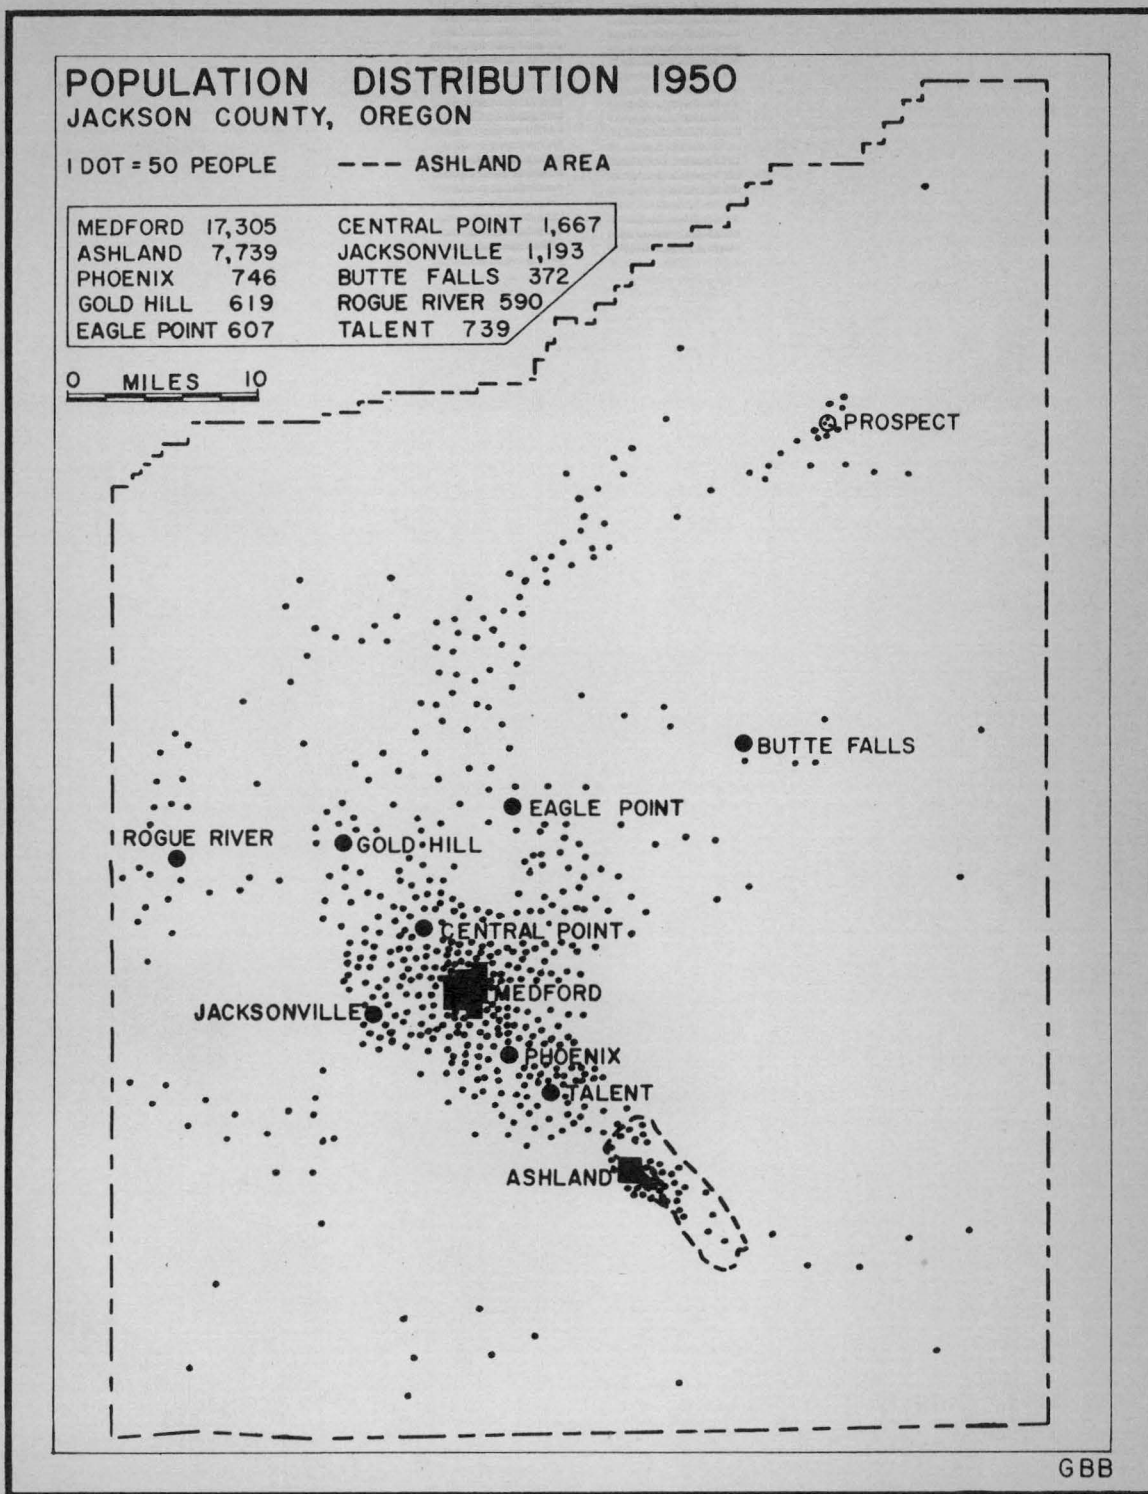 POPULATION DISTRIBUTION 1950
JACKSON COUNTY, OREGON
1 DOT = 50 PEOPLE --- ASHLAND AREA
MEDFORD 17,305 CENTRAL POINT 1,667
ASHLAND 7,739 JACKSONVILLE 1,193
PHOENIX 746 BUTTE FALLS 372
GOLD HILL 619 ROGUE RIVER 590
EAGLE POINT 607 TALENT 739
0 MILES 10
PROSPECT
BUTTE FALLS
EAGLE POINT
ROGUE RIVER
GOLD HILL
CENTRAL POINT
MEDFORD
JACKSONVILLE
PHOENIX
TALENT
ASHLAND
GBB